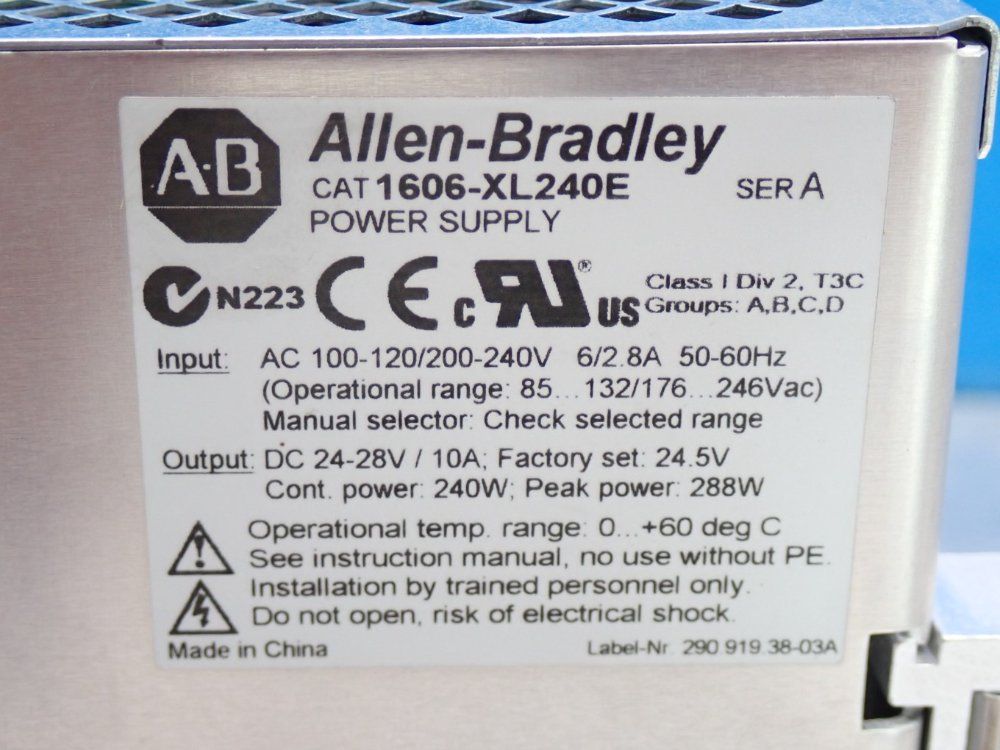 A·B Allen-Bradley
CAT 1606-XL240E SER A
POWER SUPPLY
N223 CE c RU ® US Class I Div 2, T3C
Groups: A,B,C,D
Input: AC 100-120/200-240V 6/2.8A 50-60Hz
(Operational range: 85...132/176...246Vac)
Manual selector: Check selected range
Output: DC 24-28V / 10A; Factory set: 24.5V
Cont. power: 240W; Peak power: 288W
Operational temp. range: 0...+60 deg C
See instruction manual, no use without PE.
Installation by trained personnel only.
Do not open, risk of electrical shock.
Made in China Label-Nr. 290.919.38-03A